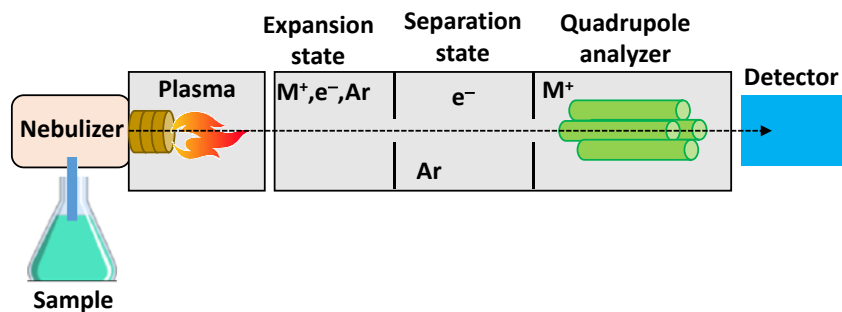 Expansion
state
Separation
state
Quadrupole
analyzer
Detector
Plasma
M⁺,e⁻,Ar
e⁻
M⁺
Nebulizer
Ar
Sample